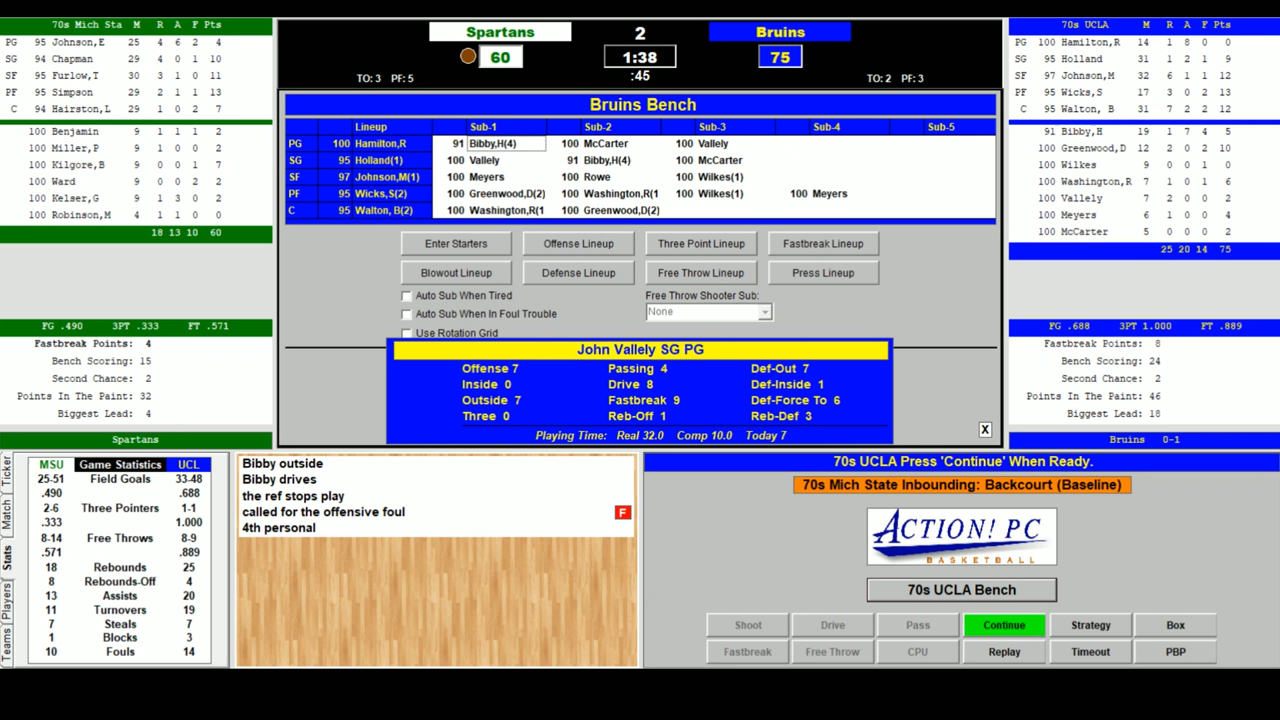 70s Mich Sta M R A F Pts
PG 95 Johnson,E 25 4 6 2 4
SG 94 Chapman 29 4 0 1 10
SF 95 Furlow,T 30 3 1 0 11
PF 92 Simpson 29 2 1 1 13
C 94 Hairston,L 29 1 0 2 7
100 Benjamin 9 1 1 1 2
100 Miller,P 9 1 0 0 2
100 Kilgore,B 9 0 0 1 7
100 Ward 9 0 0 2 2
100 Kelser,G 9 1 3 0 2
100 Robinson,M 4 1 1 0 0
18 13 10 60
FG .490 3PT .333 FT .571
Fastbreak Points: 4
Bench Scoring: 15
Second Chance: 2
Points In The Paint: 32
Biggest Lead: 4
Spartans
Spartans 2 Bruins
60 1:38 75
:45
TO: 3 PF: 5 TO: 2 PF: 3
Bruins Bench
Lineup Sub-1 Sub-2 Sub-3 Sub-4 Sub-5
PG 100 Hamilton,R 91 Bibby,H(4) 100 McCarter 100 Vallely
SG 95 Holland(1) 100 Vallely 91 Bibby,H(4) 100 McCarter
SF 97 Johnson,M(1) 100 Meyers 100 Rowe 100 Wilkes(1)
PF 95 Wicks,S(2) 100 Greenwood,D(2) 100 Washington,R(1 100 Wilkes(1) 100 Meyers
C 95 Walton, B(2) 100 Washington,R(1 100 Greenwood,D(2)
Enter Starters Offense Lineup Three Point Lineup Fastbreak Lineup
Blowout Lineup Defense Lineup Free Throw Lineup Press Lineup
Auto Sub When Tired Free Throw Shooter Sub:
Auto Sub When In Foul Trouble None
Use Rotation Grid
John Vallely SG PG
Offense 7 Passing 4 Def-Out 7
Inside 0 Drive 8 Def-Inside 1
Outside 7 Fastbreak 9 Def-Force To 6
Three 0 Reb-Off 1 Reb-Def 3
Playing Time: Real 32.0 Comp 10.0 Today 7
X
70s UCLA M R A F Pts
PG 100 Hamilton,R 14 1 8 0 0
SG 95 Holland 31 1 2 1 9
SF 97 Johnson,M 32 6 1 1 12
PF 95 Wicks,S 17 3 0 2 13
C 95 Walton, B 31 7 2 2 12
91 Bibby,H 19 1 7 4 5
100 Greenwood,D 12 2 0 2 10
100 Wilkes 9 0 0 1 0
100 Washington,R 7 1 0 1 6
100 Vallely 7 2 0 0 2
100 Meyers 6 1 0 0 4
100 McCarter 5 0 0 0 2
25 20 14 75
FG .688 3PT 1.000 FT .889
Fastbreak Points: 8
Bench Scoring: 24
Second Chance: 2
Points In The Paint: 46
Biggest Lead: 18
Bruins 0-1
Ticker
Match
Stats
Players
Teams
MSU Game Statistics UCL
25-51 Field Goals 33-48
.490 .688
2-6 Three Pointers 1-1
.333 1.000
8-14 Free Throws 8-9
.571 .889
18 Rebounds 25
8 Rebounds-Off 4
13 Assists 20
11 Turnovers 19
7 Steals 7
1 Blocks 3
10 Fouls 14
Bibby outside
Bibby drives
the ref stops play
called for the offensive foul
F
4th personal
70s UCLA Press 'Continue' When Ready.
70s Mich State Inbounding: Backcourt (Baseline)
ACTION! PC
BASKETBALL
70s UCLA Bench
Shoot Drive Pass Continue Strategy Box
Fastbreak Free Throw CPU Replay Timeout PBP